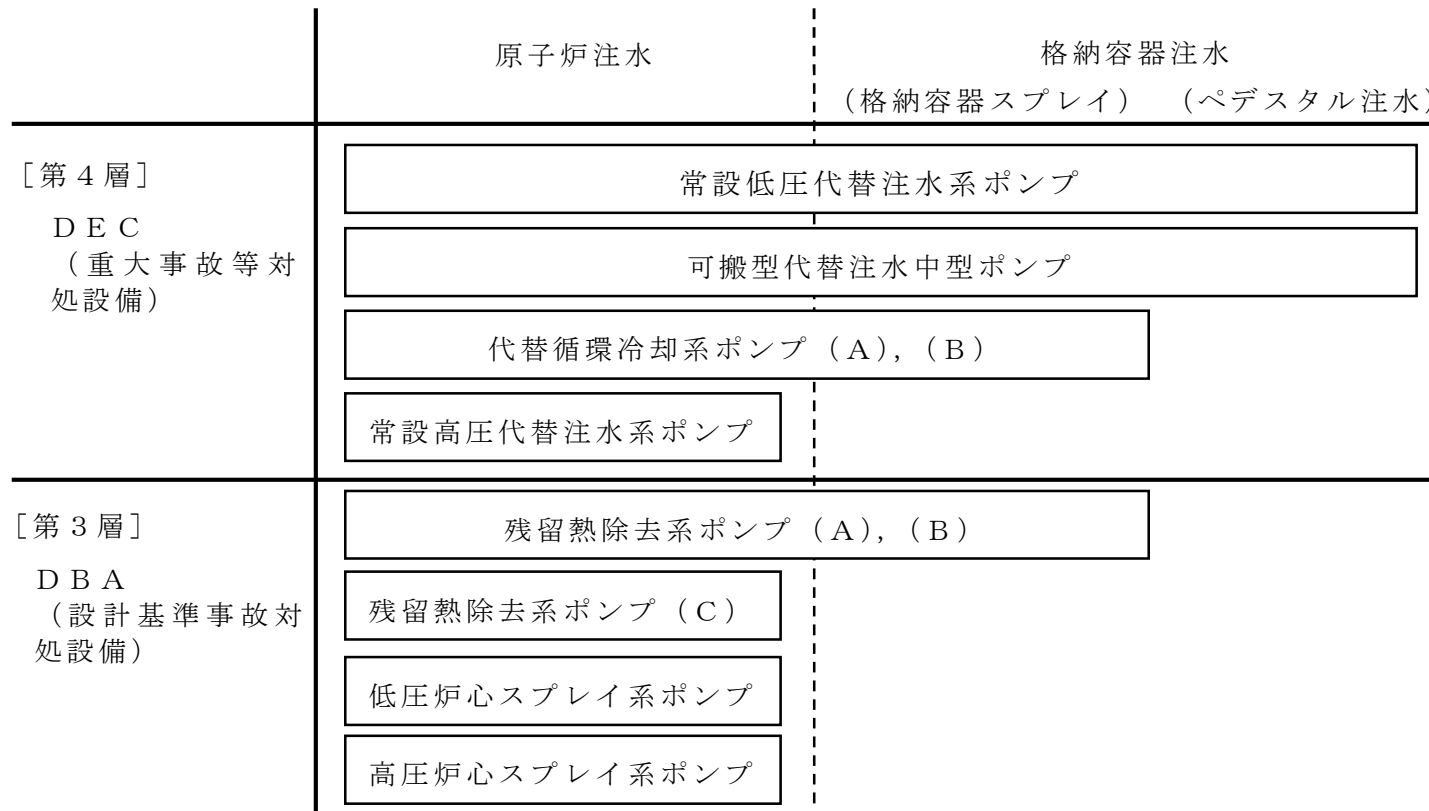 原子炉注水
格納容器注水
（格納容器スプレイ） （ペデスタル注水）
［第４層］
ＤＥＣ
（重大事故等対
処設備）
常設低圧代替注水系ポンプ
可搬型代替注水中型ポンプ
代替循環冷却系ポンプ（Ａ），（Ｂ）
常設高圧代替注水系ポンプ
［第３層］
ＤＢＡ
（設計基準事故対
処設備）
残留熱除去系ポンプ（Ａ），（Ｂ）
残留熱除去系ポンプ（Ｃ）
低圧炉心スプレイ系ポンプ
高圧炉心スプレイ系ポンプ